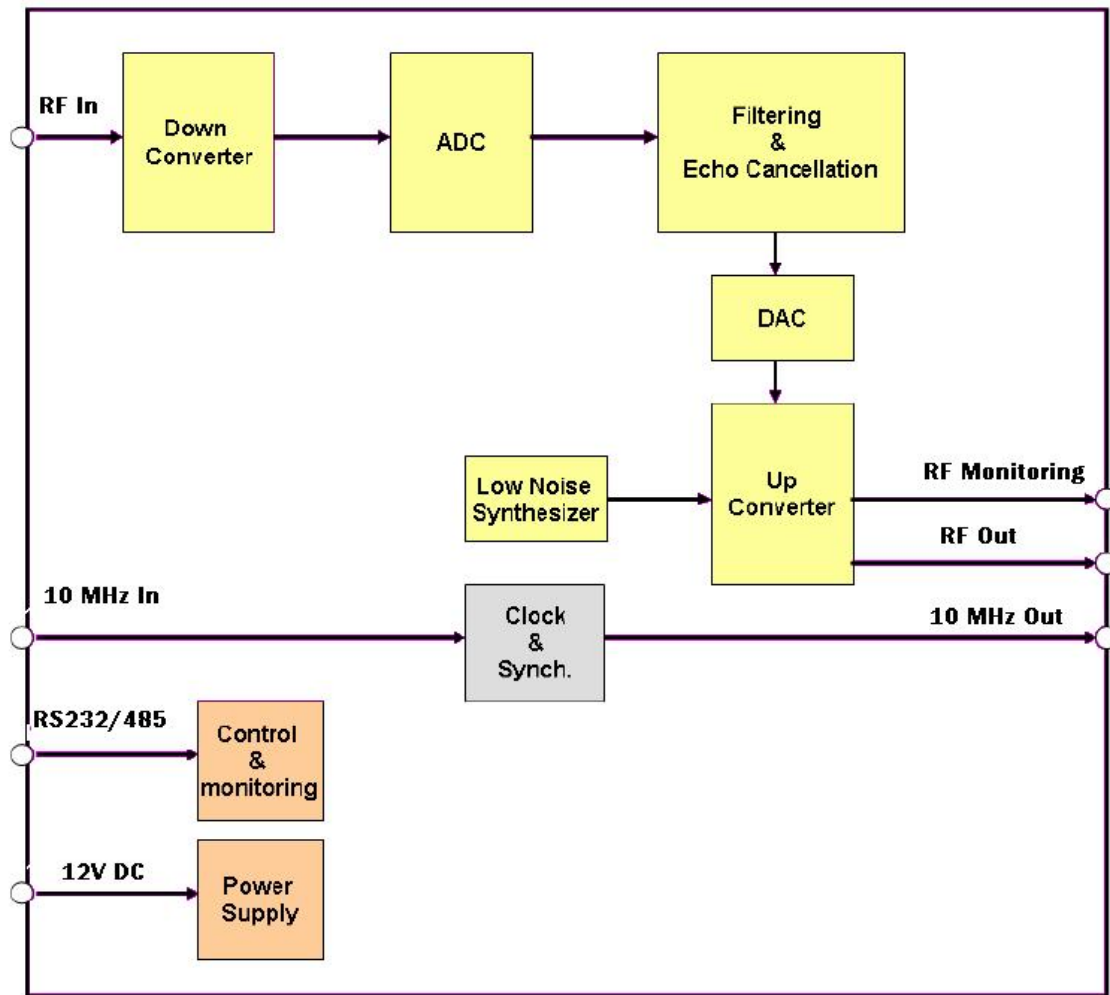 RF In
Down
Converter
ADC
Filtering
&
Echo Cancellation
DAC
Low Noise
Synthesizer
Up
Converter
RF Monitoring
RF Out
10 MHz In
Clock
&
Synch.
10 MHz Out
RS232/485
Control
&
monitoring
12V DC
Power
Supply